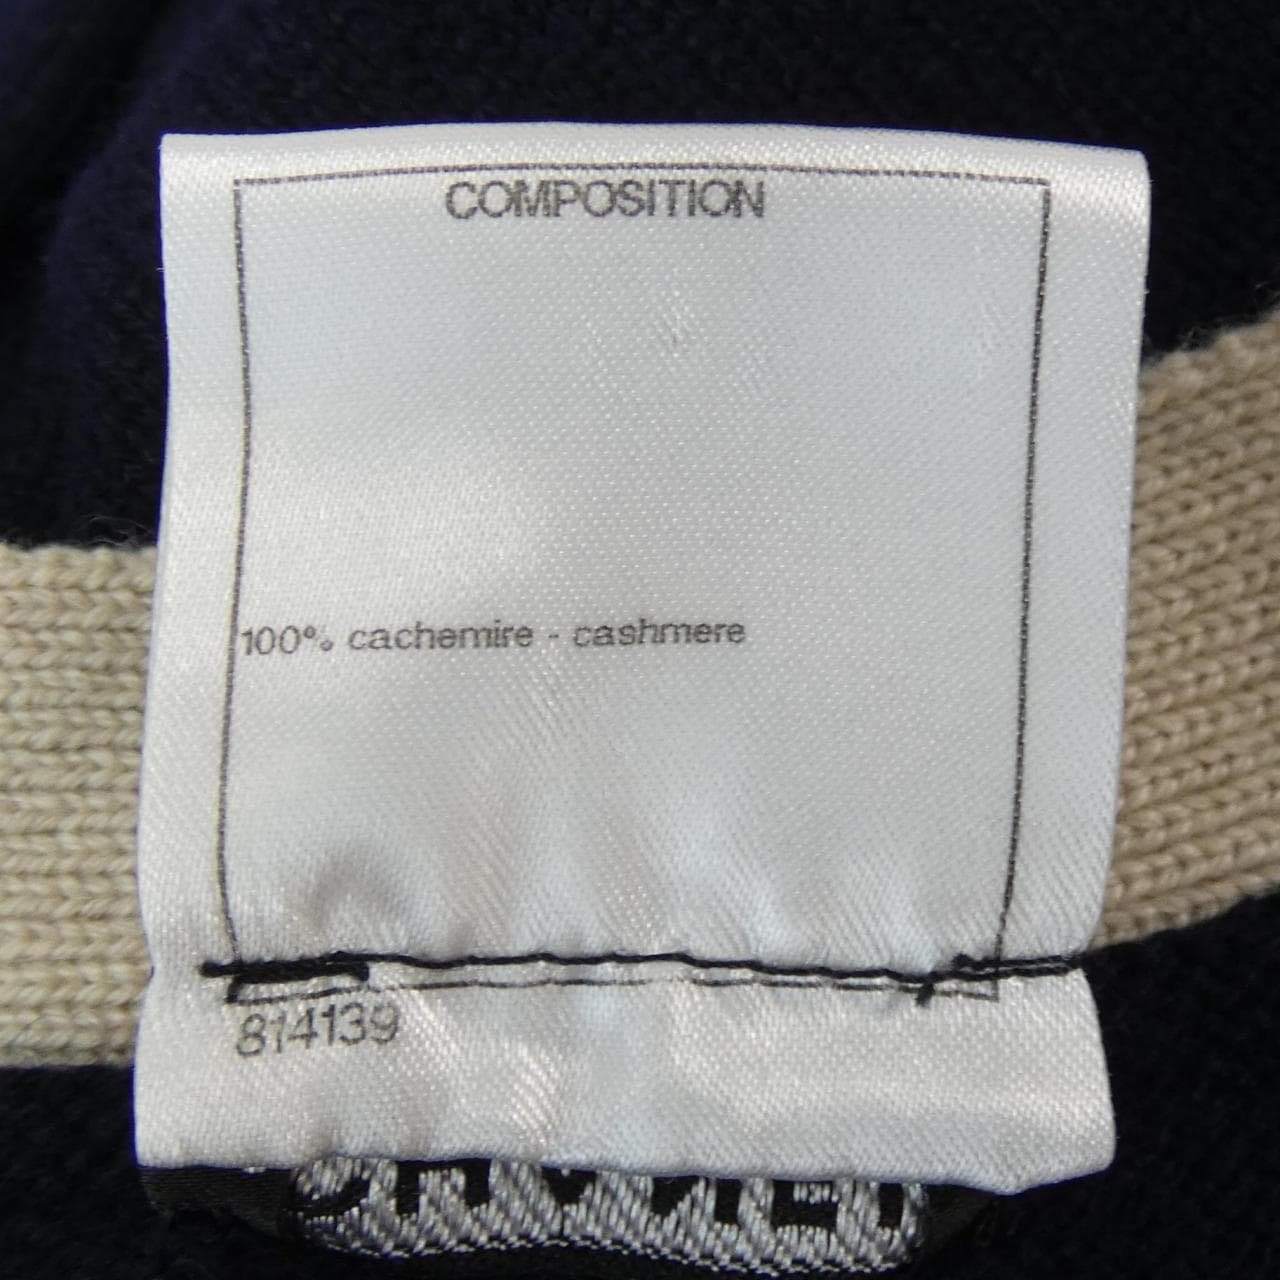 COMPOSITION
100% cachemire - cashmere
814139